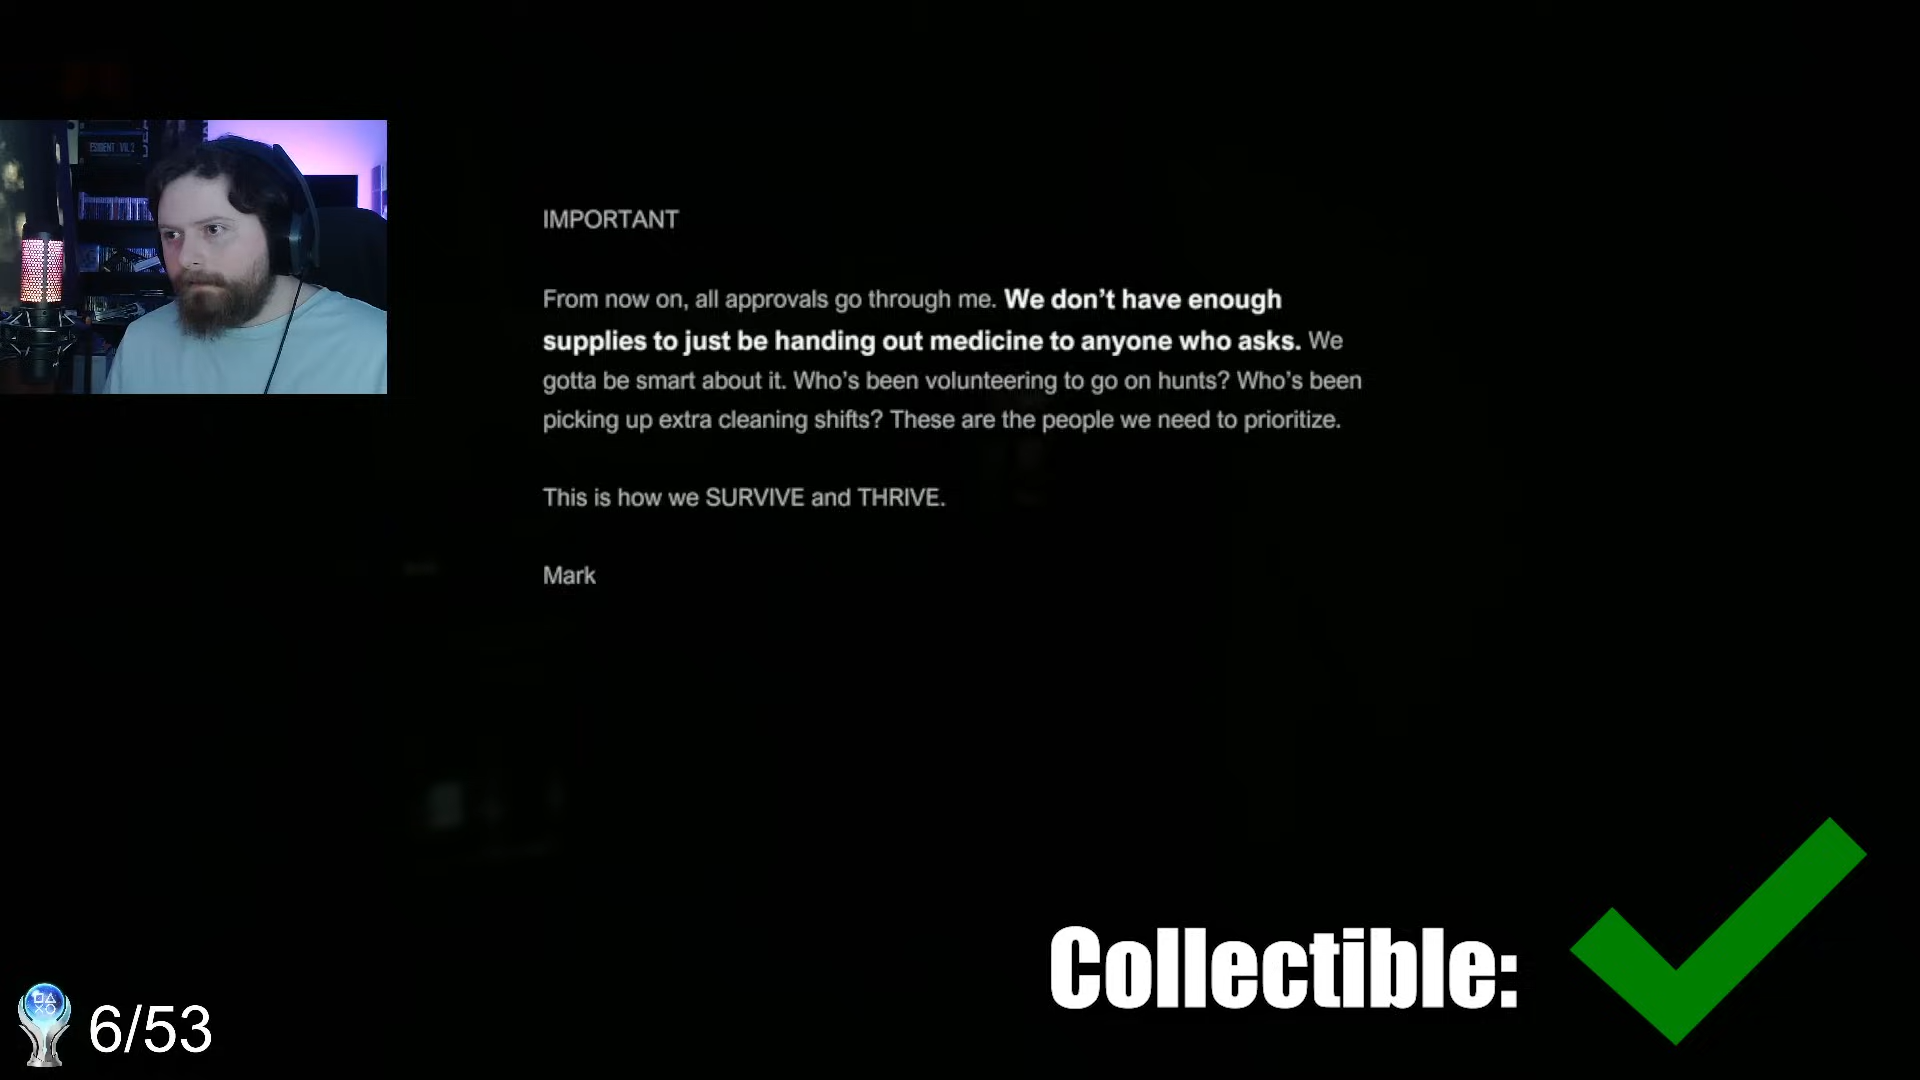 ESIDENT VIL 2
IMPORTANT
From now on, all approvals go through me. We don’t have enough
supplies to just be handing out medicine to anyone who asks. We
gotta be smart about it. Who’s been volunteering to go on hunts? Who’s been
picking up extra cleaning shifts? These are the people we need to prioritize.
This is how we SURVIVE and THRIVE.
Mark
Collectible:
6/53